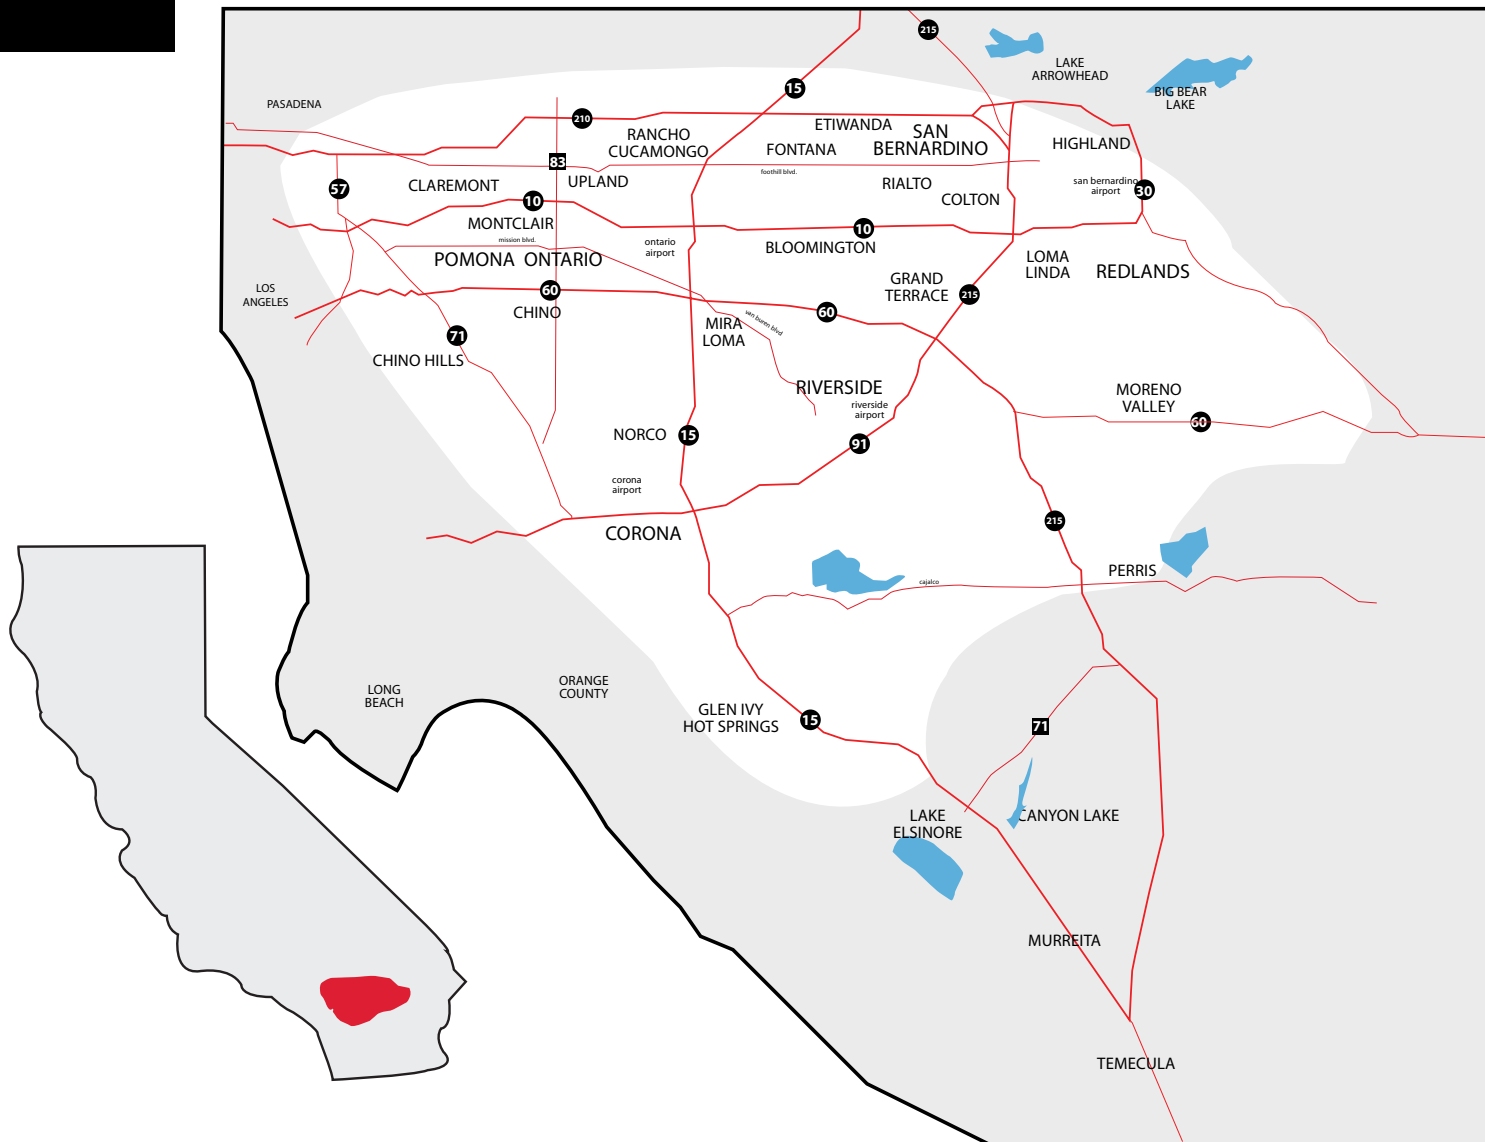 215
LAKE
ARROWHEAD
BIG BEAR
LAKE
15
PASADENA
210
ETIWANDA
SAN
BERNARDINO
RANCHO
CUCAMONGO
FONTANA
HIGHLAND
83
foothill blvd.
57
CLAREMONT
UPLAND
RIALTO
COLTON
san bernardino
airport
30
10
MONTCLAIR
10
BLOOMINGTON
mission blvd.
ontario
airport
POMONA
ONTARIO
LOMA
LINDA
REDLANDS
LOS
ANGELES
60
CHINO
GRAND
TERRACE
215
60
MIRA
LOMA
van buren blvd
71
CHINO HILLS
RIVERSIDE
riverside
airport
MORENO
VALLEY
60
NORCO
15
91
corona
airport
CORONA
215
PERRIS
cajalco
LONG
BEACH
ORANGE
COUNTY
GLEN IVY
HOT SPRINGS
15
71
LAKE
ELSINORE
CANYON LAKE
MURREITA
TEMECULA